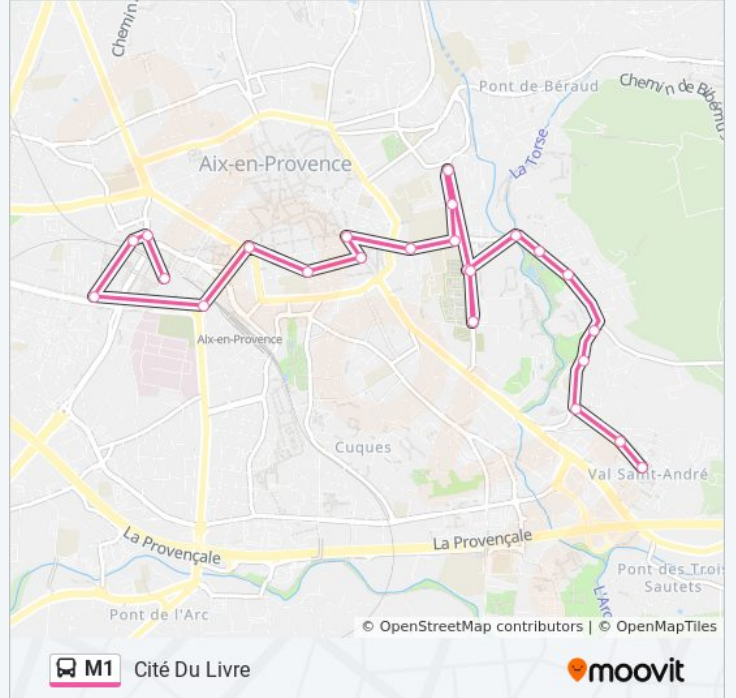 Chemin
Pont de Béraud
Chemin de Bibémus
La Torse
Aix-en-Provence
Aix-en-Provence
Cuques
Val Saint-André
La Provençale
La Provençale
Pont des Trois
Sautets
L'Arc
Pont de l'Arc
© OpenStreetMap contributors | © OpenMapTiles
M1 Cité Du Livre
moovit